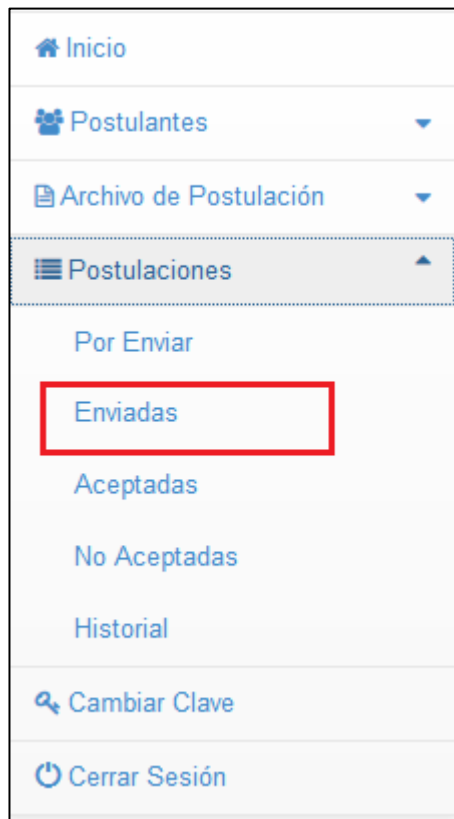 Inicio
Postulantes
Archivo de Postulación
Postulaciones
Por Enviar
Enviadas
Aceptadas
No Aceptadas
Historial
Cambiar Clave
Cerrar Sesión